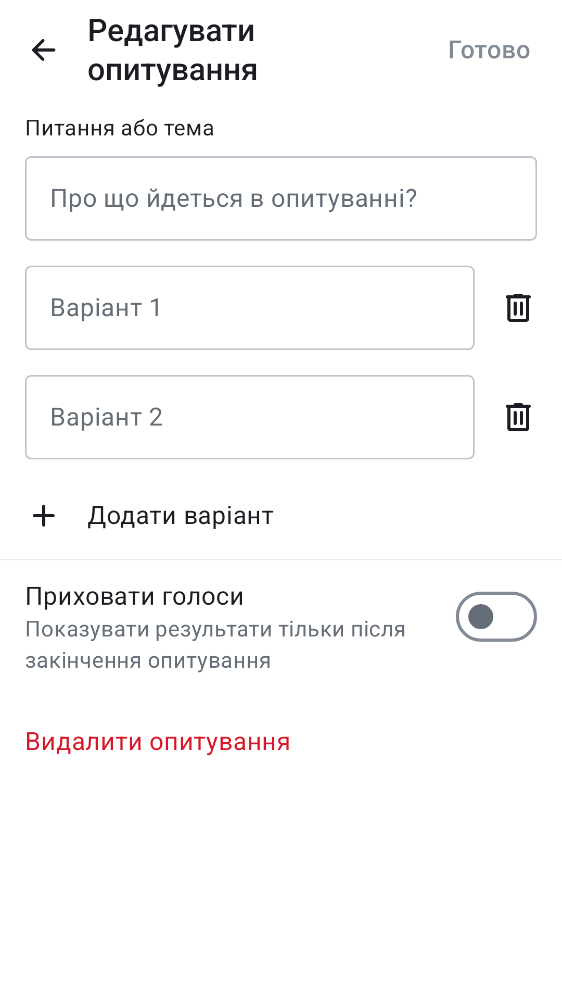 Редагувати
опитування
Готово
Питання або тема
Про що йдеться в опитуванні?
Варіант 1
Варіант 2
Додати варіант
Приховати голоси
Показувати результати тільки після
закінчення опитування
Видалити опитування